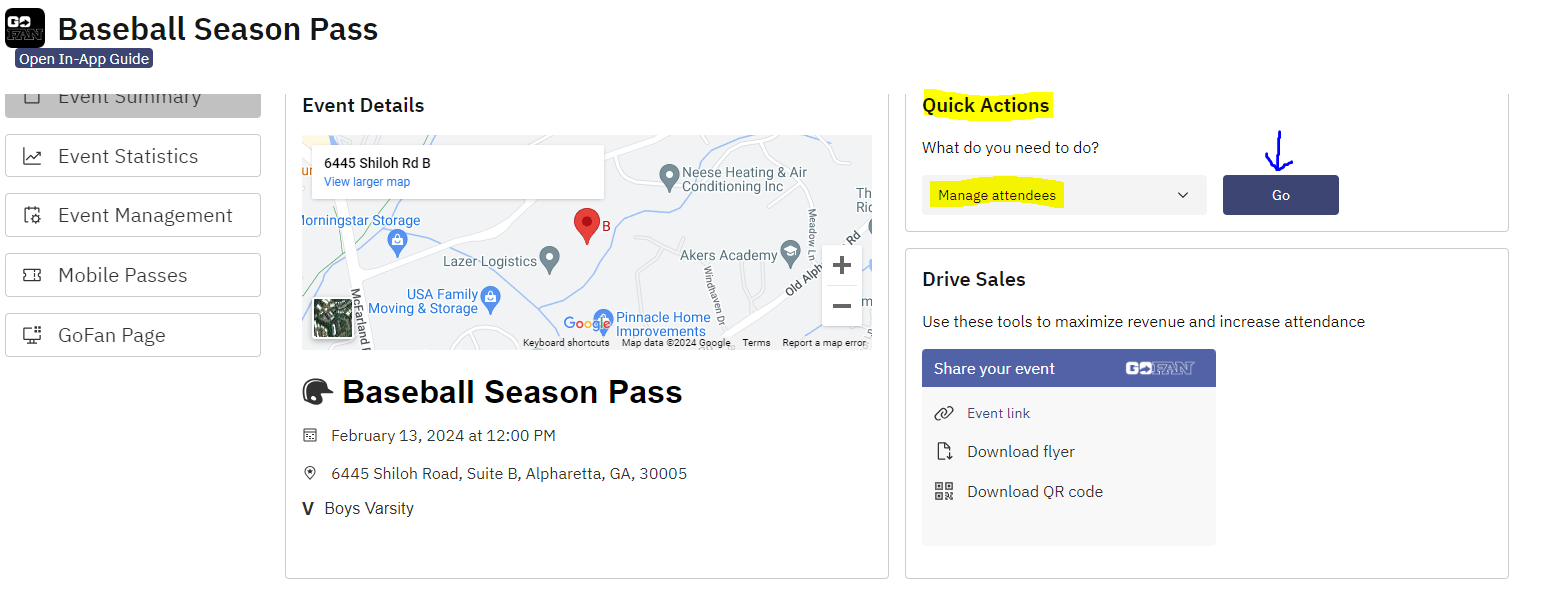 GOFAN
Baseball Season Pass
Open In-App Guide
Event Summary
Event Statistics
Event Management
Mobile Passes
GoFan Page
Event Details
6445 Shiloh Rd B
View larger map
Neese Heating & Air
Conditioning Inc
Morningstar Storage
B
Lazer Logistics
Akers Academy
Meadow Ln
Rd
Old Alph
Windhaven Dr
USA Family
Moving & Storage
McFarland
Google
Pinnacle Home
Improvements
Keyboard shortcuts
Map data ©2024 Google
Terms
Report a map error
Baseball Season Pass
February 13, 2024 at 12:00 PM
6445 Shiloh Road, Suite B, Alpharetta, GA, 30005
V Boys Varsity
Quick Actions
What do you need to do?
Manage attendees
Go
Drive Sales
Use these tools to maximize revenue and increase attendance
Share your event GOFAN
Event link
Download flyer
Download QR code